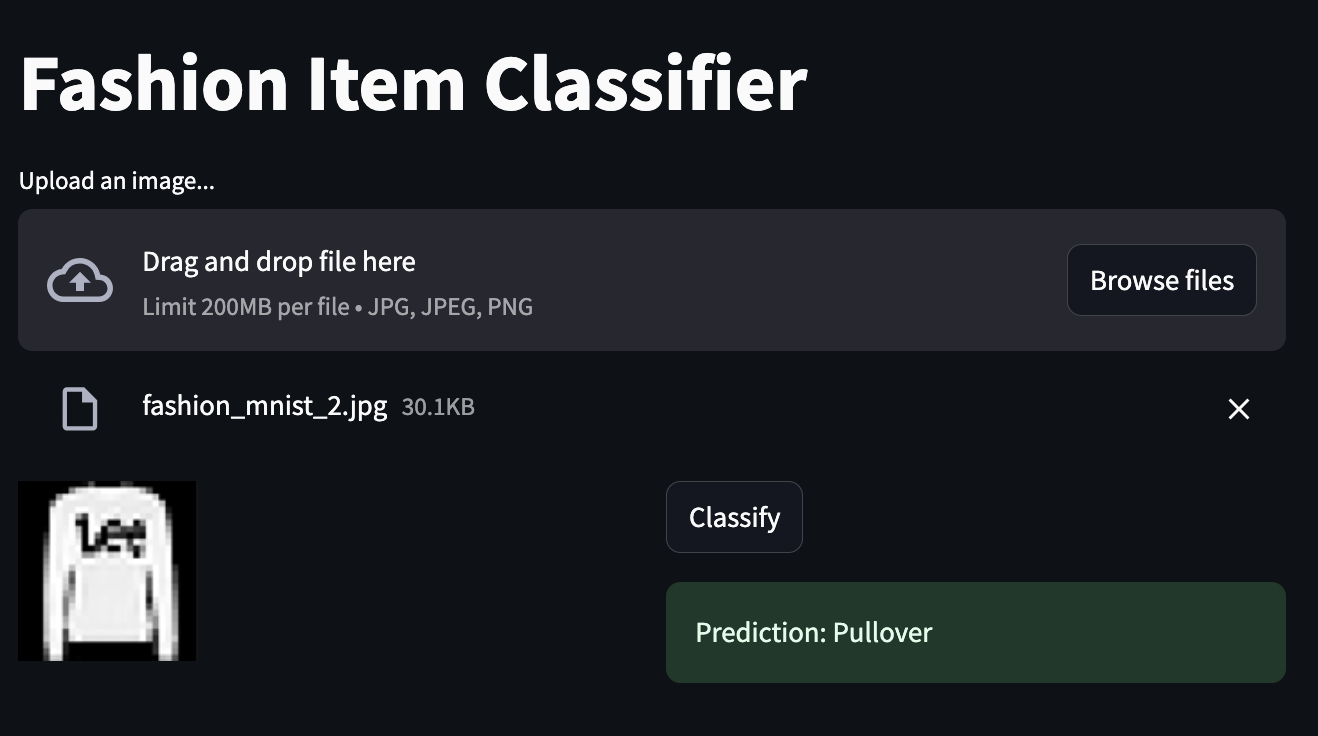 Fashion Item Classifier
Upload an image...
Drag and drop file here
Limit 200MB per file • JPG, JPEG, PNG
Browse files
fashion_mnist_2.jpg 30.1KB
Lee
Classify
Prediction: Pullover